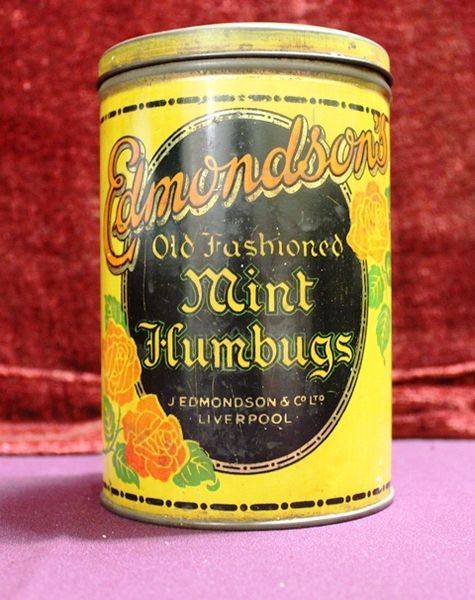 Edmondson's
Old Fashioned
Mint
Humbugs
J. EDMONDSON & Co LTD
LIVERPOOL